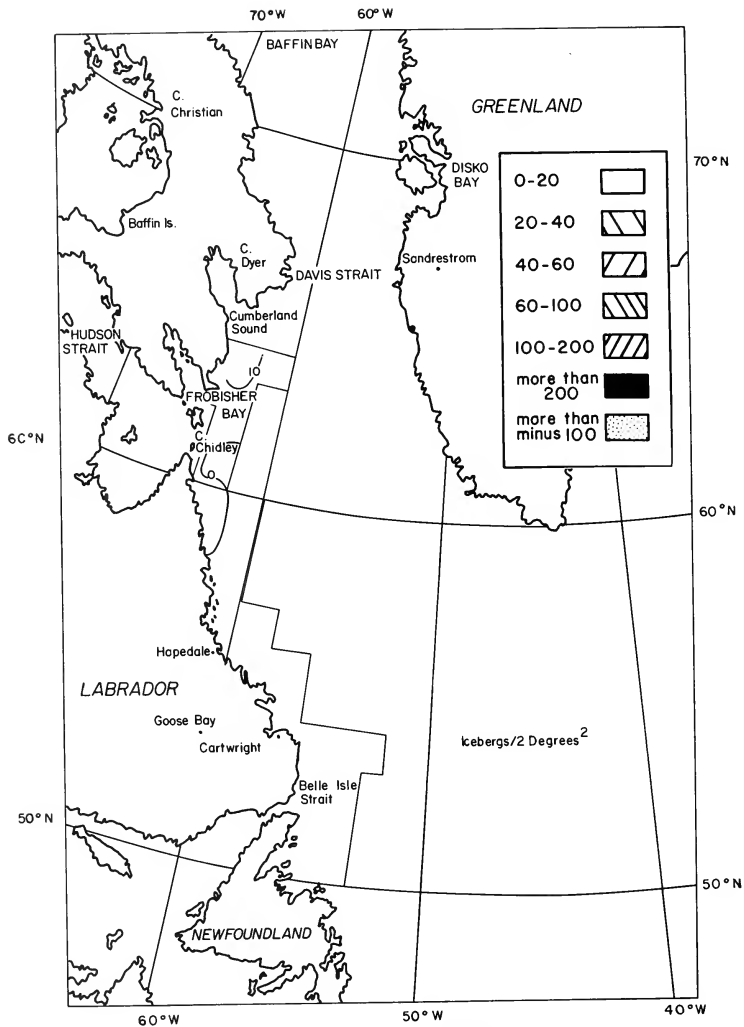 70°W 60°W
BAFFIN BAY
C.
Christian
GREENLAND
DISKO
BAY
70°N
0-20
20-40
40-60
60-100
100-200
more than
200
more than
minus 100
Baffin Is.
C.
Dyer
Sandrestrom
DAVIS STRAIT
Cumberland
Sound
HUDSON
STRAIT
10
FROBISHER
BAY
C.
Chidley
0
6C°N
60°N
Hopedale
LABRADOR
Goose Bay
Cartwright
Icebergs/2 Degrees²
Belle Isle
Strait
50°N
50°N
NEWFOUNDLAND
60°W
50°W
40°W